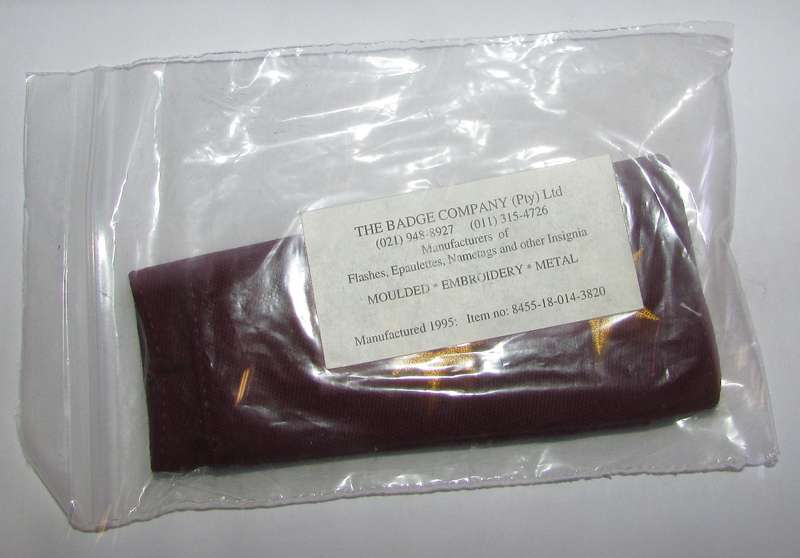 THE BADGE COMPANY (Pty) Ltd
(021) 948-8927 (011) 315-4726
Manufacturers of
Flashes, Epaulettes, Nametags and other Insignia
MOULDED * EMBROIDERY * METAL
Manufactured 1995: Item no: 8455-18-014-3820